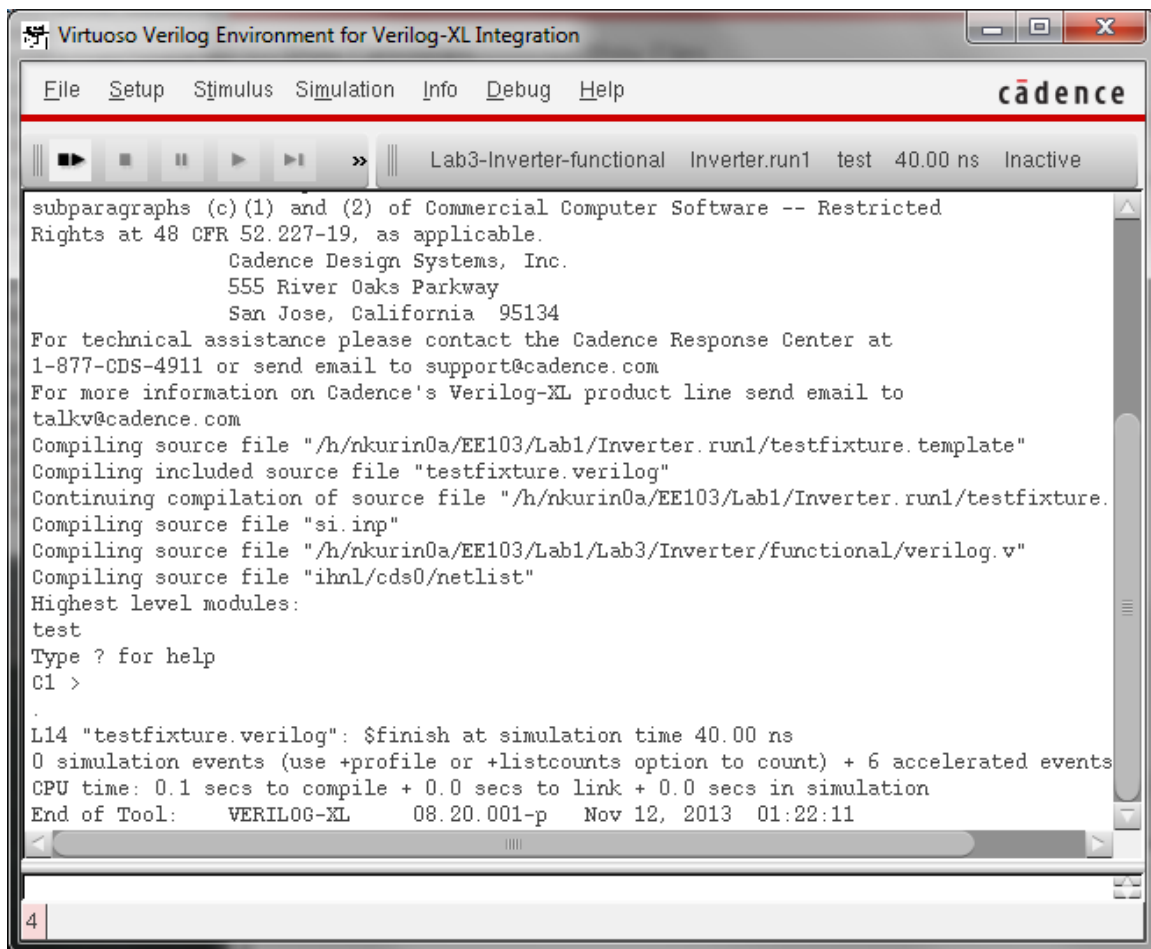 Virtuoso Verilog Environment for Verilog-XL Integration
File Setup Stimulus Simulation Info Debug Help cādence
» Lab3-Inverter-functional Inverter.run1 test 40.00 ns Inactive
subparagraphs (c)(1) and (2) of Commercial Computer Software -- Restricted
Rights at 48 CFR 52.227-19, as applicable.
Cadence Design Systems, Inc.
555 River Oaks Parkway
San Jose, California 95134
For technical assistance please contact the Cadence Response Center at
1-877-CDS-4911 or send email to support@cadence.com
For more information on Cadence's Verilog-XL product line send email to
talkv@cadence.com
Compiling source file "/h/nkurin0a/EE103/Lab1/Inverter.run1/testfixture.template"
Compiling included source file "testfixture.verilog"
Continuing compilation of source file "/h/nkurin0a/EE103/Lab1/Inverter.run1/testfixture.
Compiling source file "si.inp"
Compiling source file "/h/nkurin0a/EE103/Lab1/Lab3/Inverter/functional/verilog.v"
Compiling source file "ihnl/cds0/netlist"
Highest level modules:
test
Type ? for help
C1 >
.
L14 "testfixture.verilog": $finish at simulation time 40.00 ns
0 simulation events (use +profile or +listcounts option to count) + 6 accelerated events
CPU time: 0.1 secs to compile + 0.0 secs to link + 0.0 secs in simulation
End of Tool: VERILOG-XL 08.20.001-p Nov 12, 2013 01:22:11
4